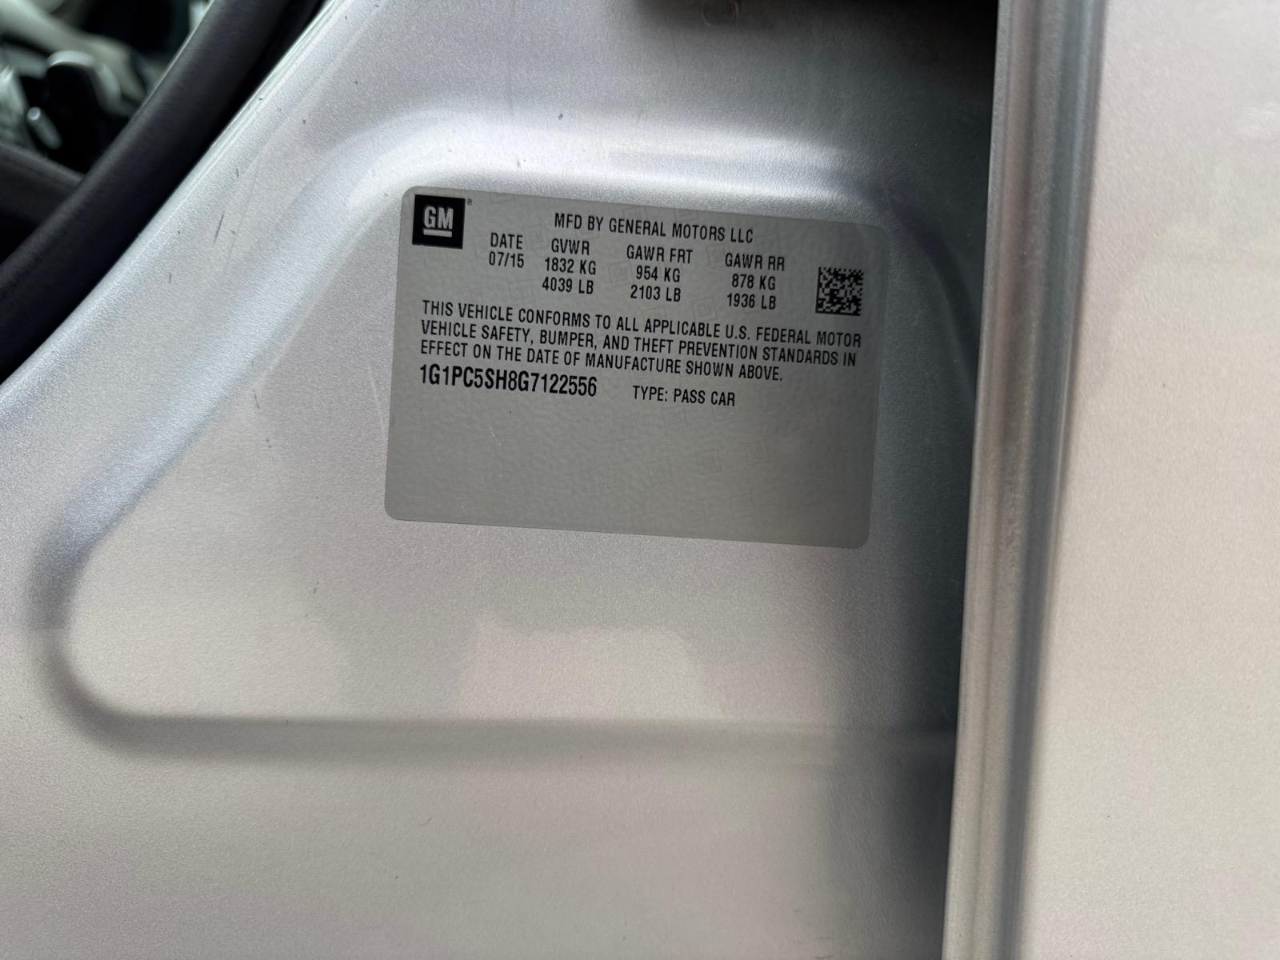 GM®
MFD BY GENERAL MOTORS LLC
DATE GVWR GAWR FRT GAWR RR
07/15 1832 KG 954 KG 878 KG
4039 LB 2103 LB 1936 LB
THIS VEHICLE CONFORMS TO ALL APPLICABLE U.S. FEDERAL MOTOR
VEHICLE SAFETY, BUMPER, AND THEFT PREVENTION STANDARDS IN
EFFECT ON THE DATE OF MANUFACTURE SHOWN ABOVE.
1G1PC5SH8G7122556 TYPE: PASS CAR